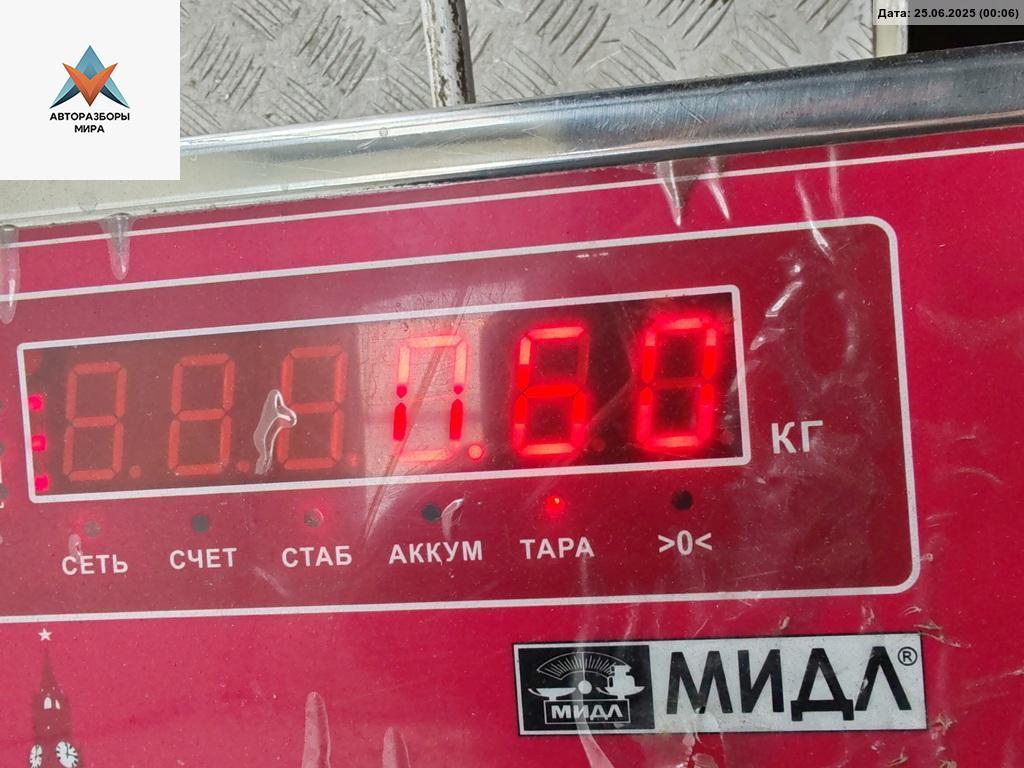 Дата: 25.06.2025 (00:06)
АВТОРАЗБОРЫ
МИРА
0.60
КГ
СЕТЬ СЧЕТ СТАБ АККУМ ТАРА >0<
МИДЛ МИДЛ®